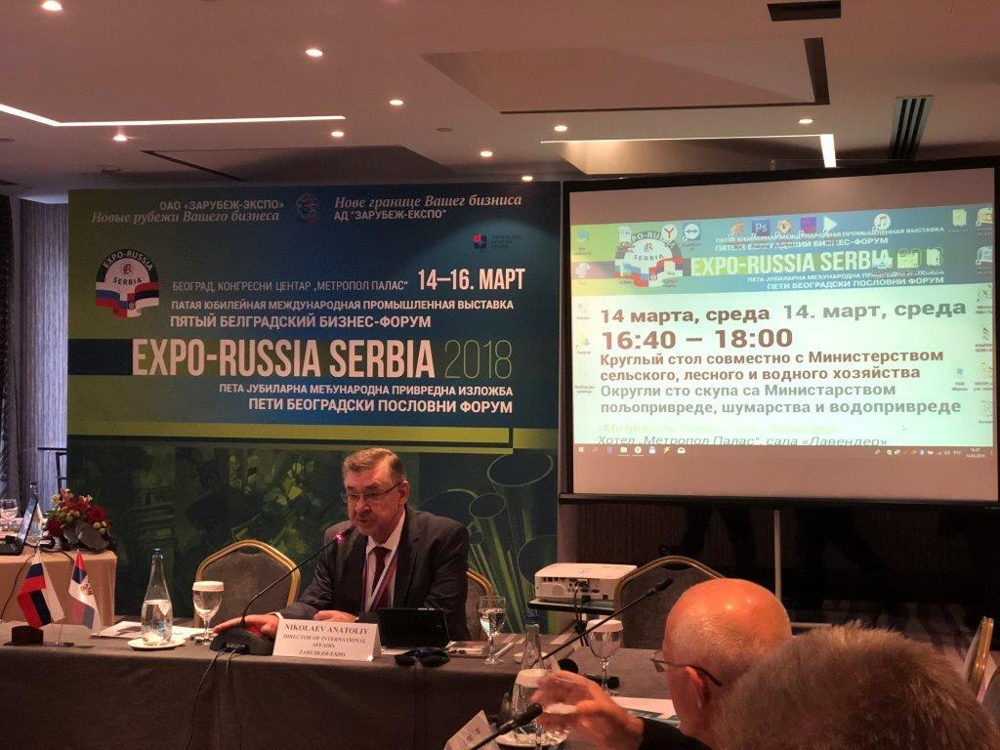 ОАО «ЗАРУБЕЖ-ЭКСПО»
Новые рубежи Вашего бизнеса
Нове границе Вашег бизниса
АД "ЗАРУБЕЖ-ЕКСПО"
EXPO-RUSSIA
SERBIA
БЕОГРАД, КОНГРЕСНИ ЦЕНТАР „МЕТРОПОЛ ПАЛАС" 14–16. МАРТ
ПАТАЯ ЮБИЛЕЙНАЯ МЕЖДУНАРОДНАЯ ПРОМЫШЛЕННАЯ ВЫСТАВКА
ПЯТЫЙ БЕЛГРАДСКИЙ БИЗНЕС-ФОРУМ
EXPO-RUSSIA SERBIA 2018
ПЕТА ЈУБИЛАРНА МЕЂУНАРОДНА ПРИВРЕДНА ИЗЛОЖБА
ПЕТИ БЕОГРАДСКИ ПОСЛОВНИ ФОРУМ
ПАТАЯ ЮБИЛЕЙНАЯ МЕЖДУНАРОДНАЯ ПРОМЫШЛЕННАЯ ВЫСТАВКА
ПЯТЫЙ БЕЛГРАДСКИЙ БИЗНЕС-ФОРУМ
EXPO-RUSSIA SERBIA
ПЕТА ЈУБИЛАРНА МЕЂУНАРОДНА ПРИВРЕДНА ИЗЛОЖБА
ПЕТИ БЕОГРАДСКИ ПОСЛОВНИ ФОРУМ
14 марта, среда 14. март, среда
16:40 – 18:00
Круглый стол совместно с Министерством
сельского, лесного и водного хозяйства
Округли сто скупа са Министарством
пољопривреде, шумарства и водопривреде
«Метрополь Палас», зал «Лавендер»
Хотел „Метропол Палас", сала «Лавендер»
NIKOLAEV ANATOLIY
DIRECTOR OF INTERNATIONAL
AFFAIRS
ZARUBEZH-EXPO